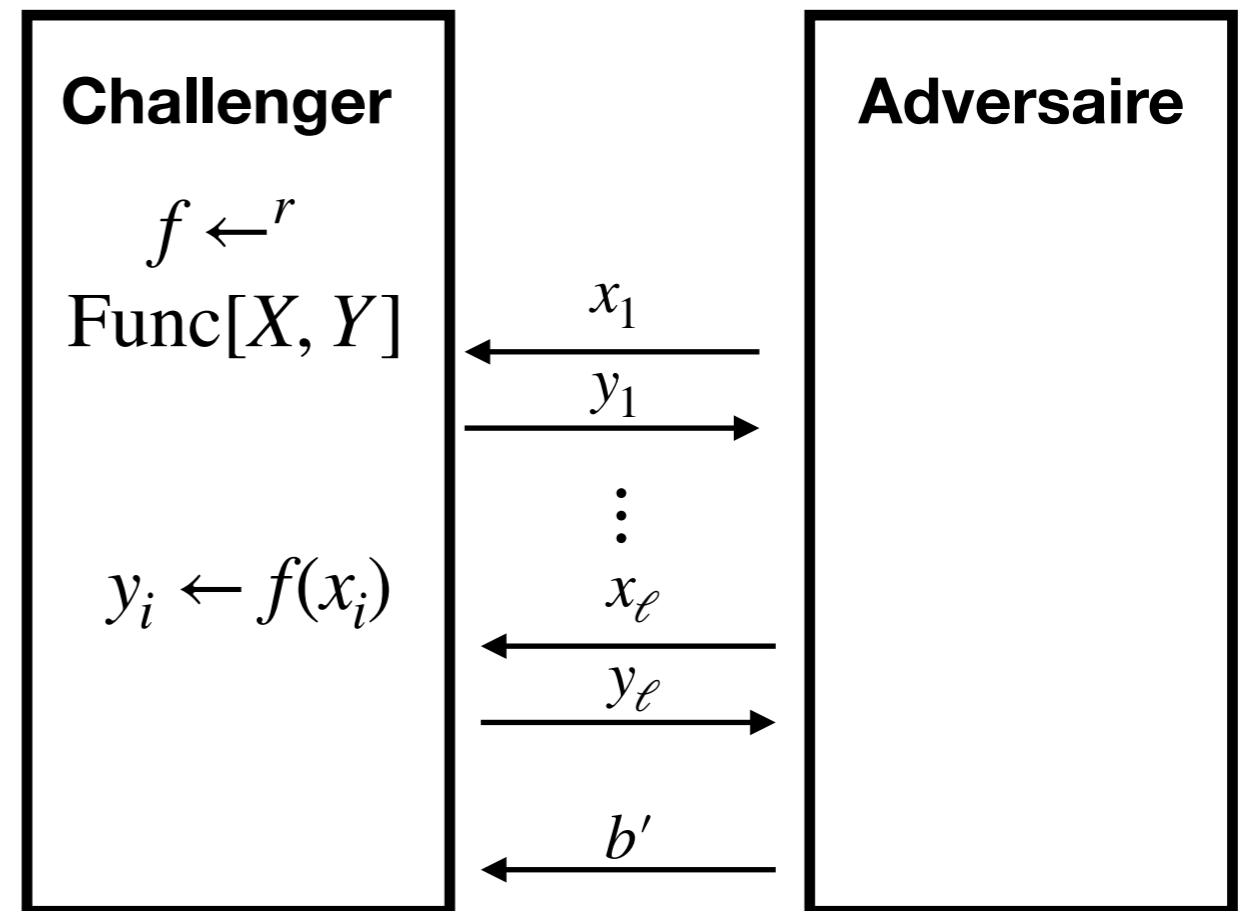 Challenger
Adversaire
f ←ʳ
Func[X, Y]
x₁
y₁
⋮
yᵢ ← f(xᵢ)
x_ℓ
y_ℓ
b′